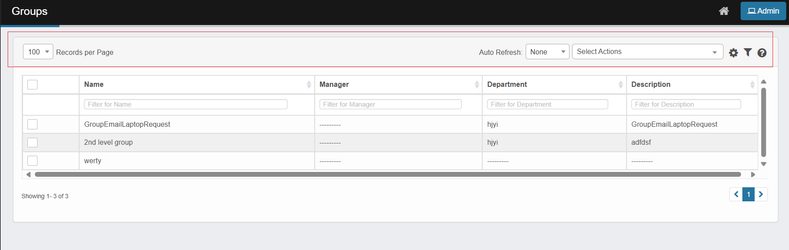 Groups
Admin
100 Records per Page Auto Refresh: None Select Actions
Name Manager Department Description
Filter for Name Filter for Manager Filter for Department Filter for Description
GroupEmailLaptopRequest --------- hjyi GroupEmailLaptopRequest
2nd level group --------- hjyi adfdsf
werty --------- --------- ---------
Showing 1- 3 of 3
1